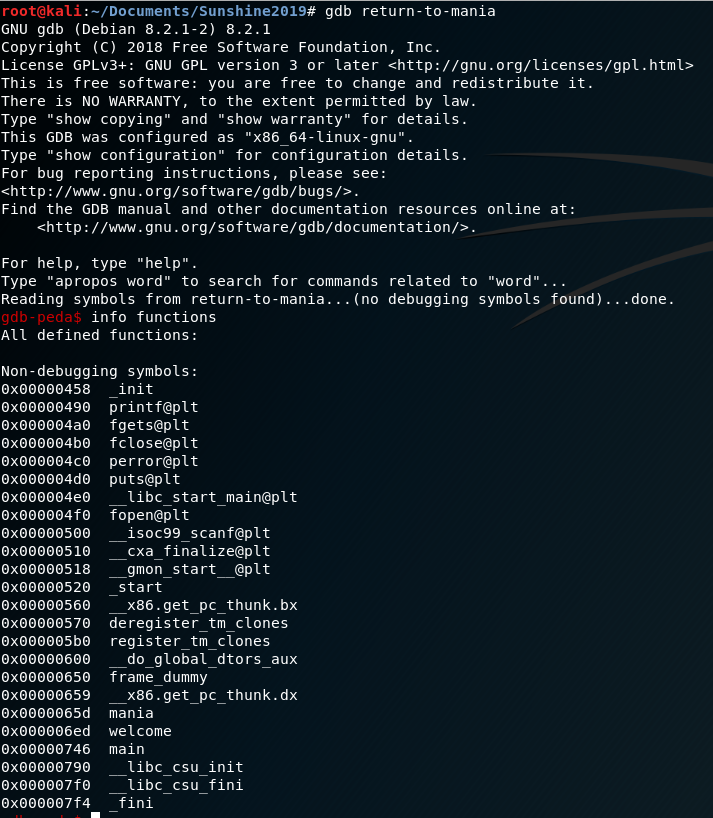 root@kali:~/Documents/Sunshine2019# gdb return-to-mania
GNU gdb (Debian 8.2.1-2) 8.2.1
Copyright (C) 2018 Free Software Foundation, Inc.
License GPLv3+: GNU GPL version 3 or later <http://gnu.org/licenses/gpl.html>
This is free software: you are free to change and redistribute it.
There is NO WARRANTY, to the extent permitted by law.
Type "show copying" and "show warranty" for details.
This GDB was configured as "x86_64-linux-gnu".
Type "show configuration" for configuration details.
For bug reporting instructions, please see:
<http://www.gnu.org/software/gdb/bugs/>.
Find the GDB manual and other documentation resources online at:
    <http://www.gnu.org/software/gdb/documentation/>.

For help, type "help".
Type "apropos word" to search for commands related to "word"...
Reading symbols from return-to-mania...(no debugging symbols found)...done.
gdb-peda$ info functions
All defined functions:

Non-debugging symbols:
0x00000458  _init
0x00000490  printf@plt
0x000004a0  fgets@plt
0x000004b0  fclose@plt
0x000004c0  perror@plt
0x000004d0  puts@plt
0x000004e0  __libc_start_main@plt
0x000004f0  fopen@plt
0x00000500  __isoc99_scanf@plt
0x00000510  __cxa_finalize@plt
0x00000518  __gmon_start__@plt
0x00000520  _start
0x00000560  __x86.get_pc_thunk.bx
0x00000570  deregister_tm_clones
0x000005b0  register_tm_clones
0x00000600  __do_global_dtors_aux
0x00000650  frame_dummy
0x00000659  __x86.get_pc_thunk.dx
0x0000065d  mania
0x000006ed  welcome
0x00000746  main
0x00000790  __libc_csu_init
0x000007f0  __libc_csu_fini
0x000007f4  _fini